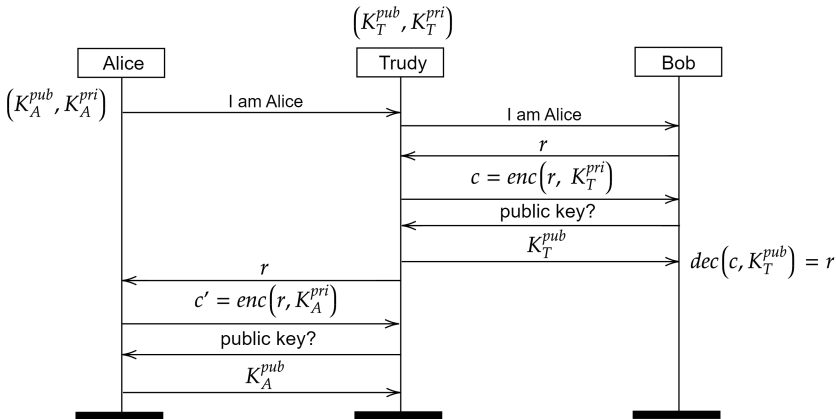 (K_T^{pub}, K_T^{pri})
Alice
Trudy
Bob
(K_A^{pub}, K_A^{pri})
I am Alice
I am Alice
r
c = enc(r, K_T^{pri})
public key?
K_T^{pub}
dec(c, K_T^{pub}) = r
r
c′ = enc(r, K_A^{pri})
public key?
K_A^{pub}